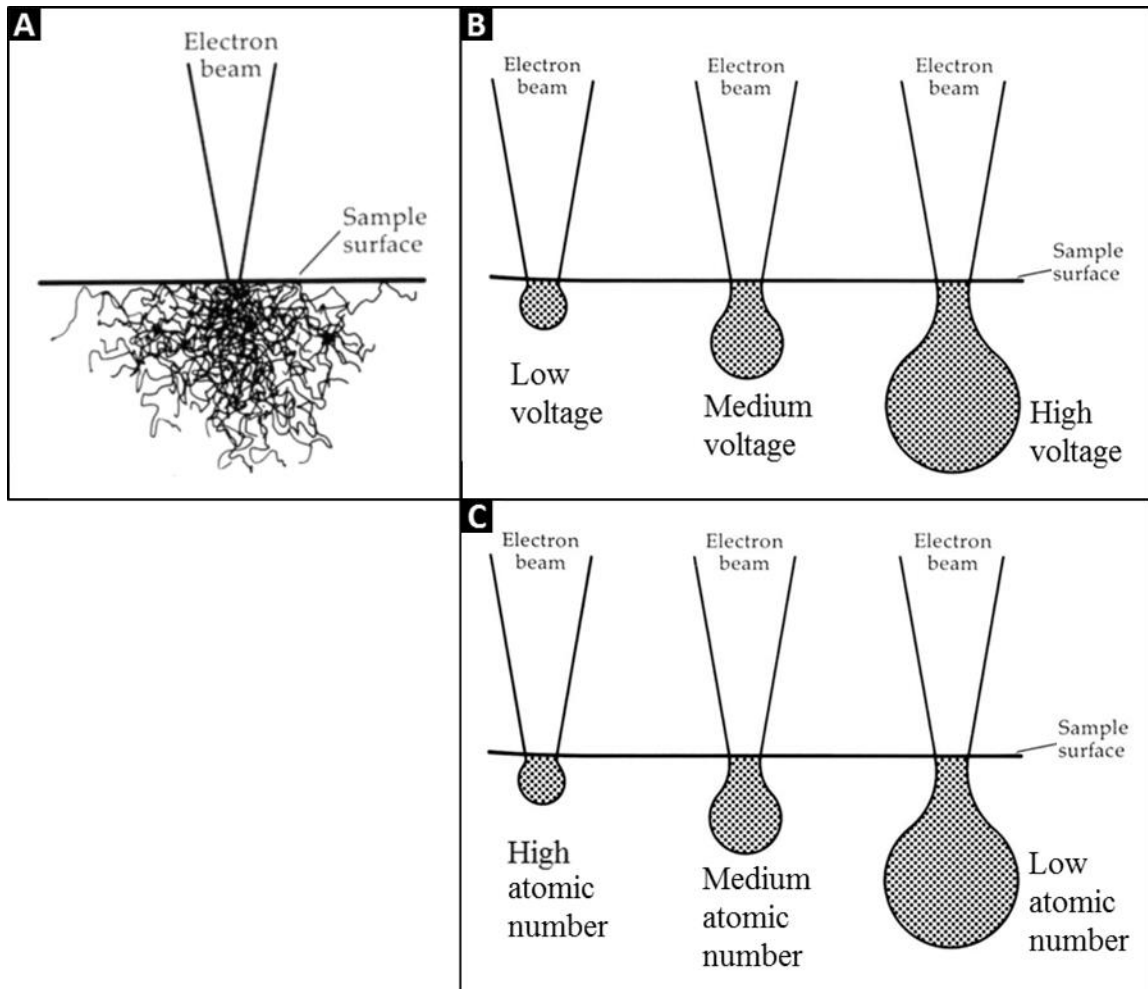 A
Electron
beam
Sample
surface
B
Electron
beam
Electron
beam
Electron
beam
Sample
surface
Low
voltage
Medium
voltage
High
voltage
C
Electron
beam
Electron
beam
Electron
beam
Sample
surface
High
atomic
number
Medium
atomic
number
Low
atomic
number